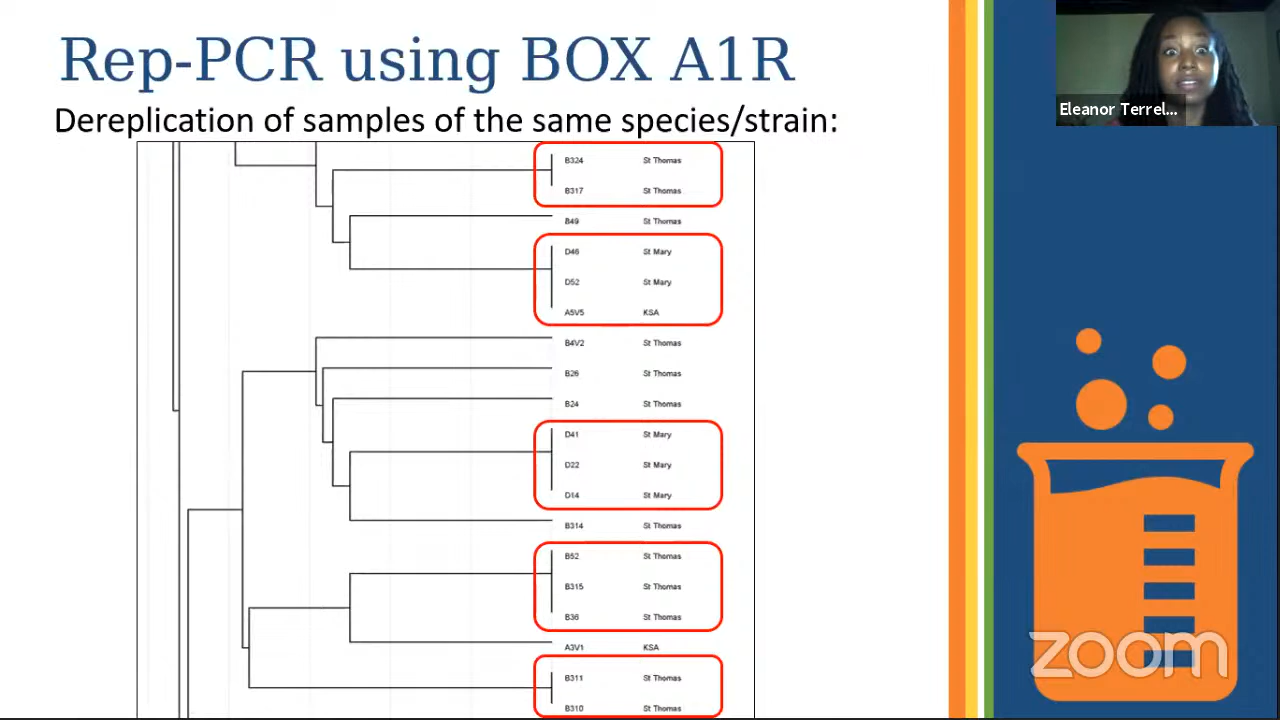 Rep-PCR using BOX A1R
Dereplication of samples of the same species/strain:
B324 St Thomas
B317 St Thomas
B49 St Thomas
D46 St Mary
D52 St Mary
A5V5 KSA
B4V2 St Thomas
B26 St Thomas
B24 St Thomas
D41 St Mary
D22 St Mary
D14 St Mary
B314 St Thomas
B52 St Thomas
B315 St Thomas
B36 St Thomas
A3V1 KSA
B311 St Thomas
B310 St Thomas
Eleanor Terrel...
zoom